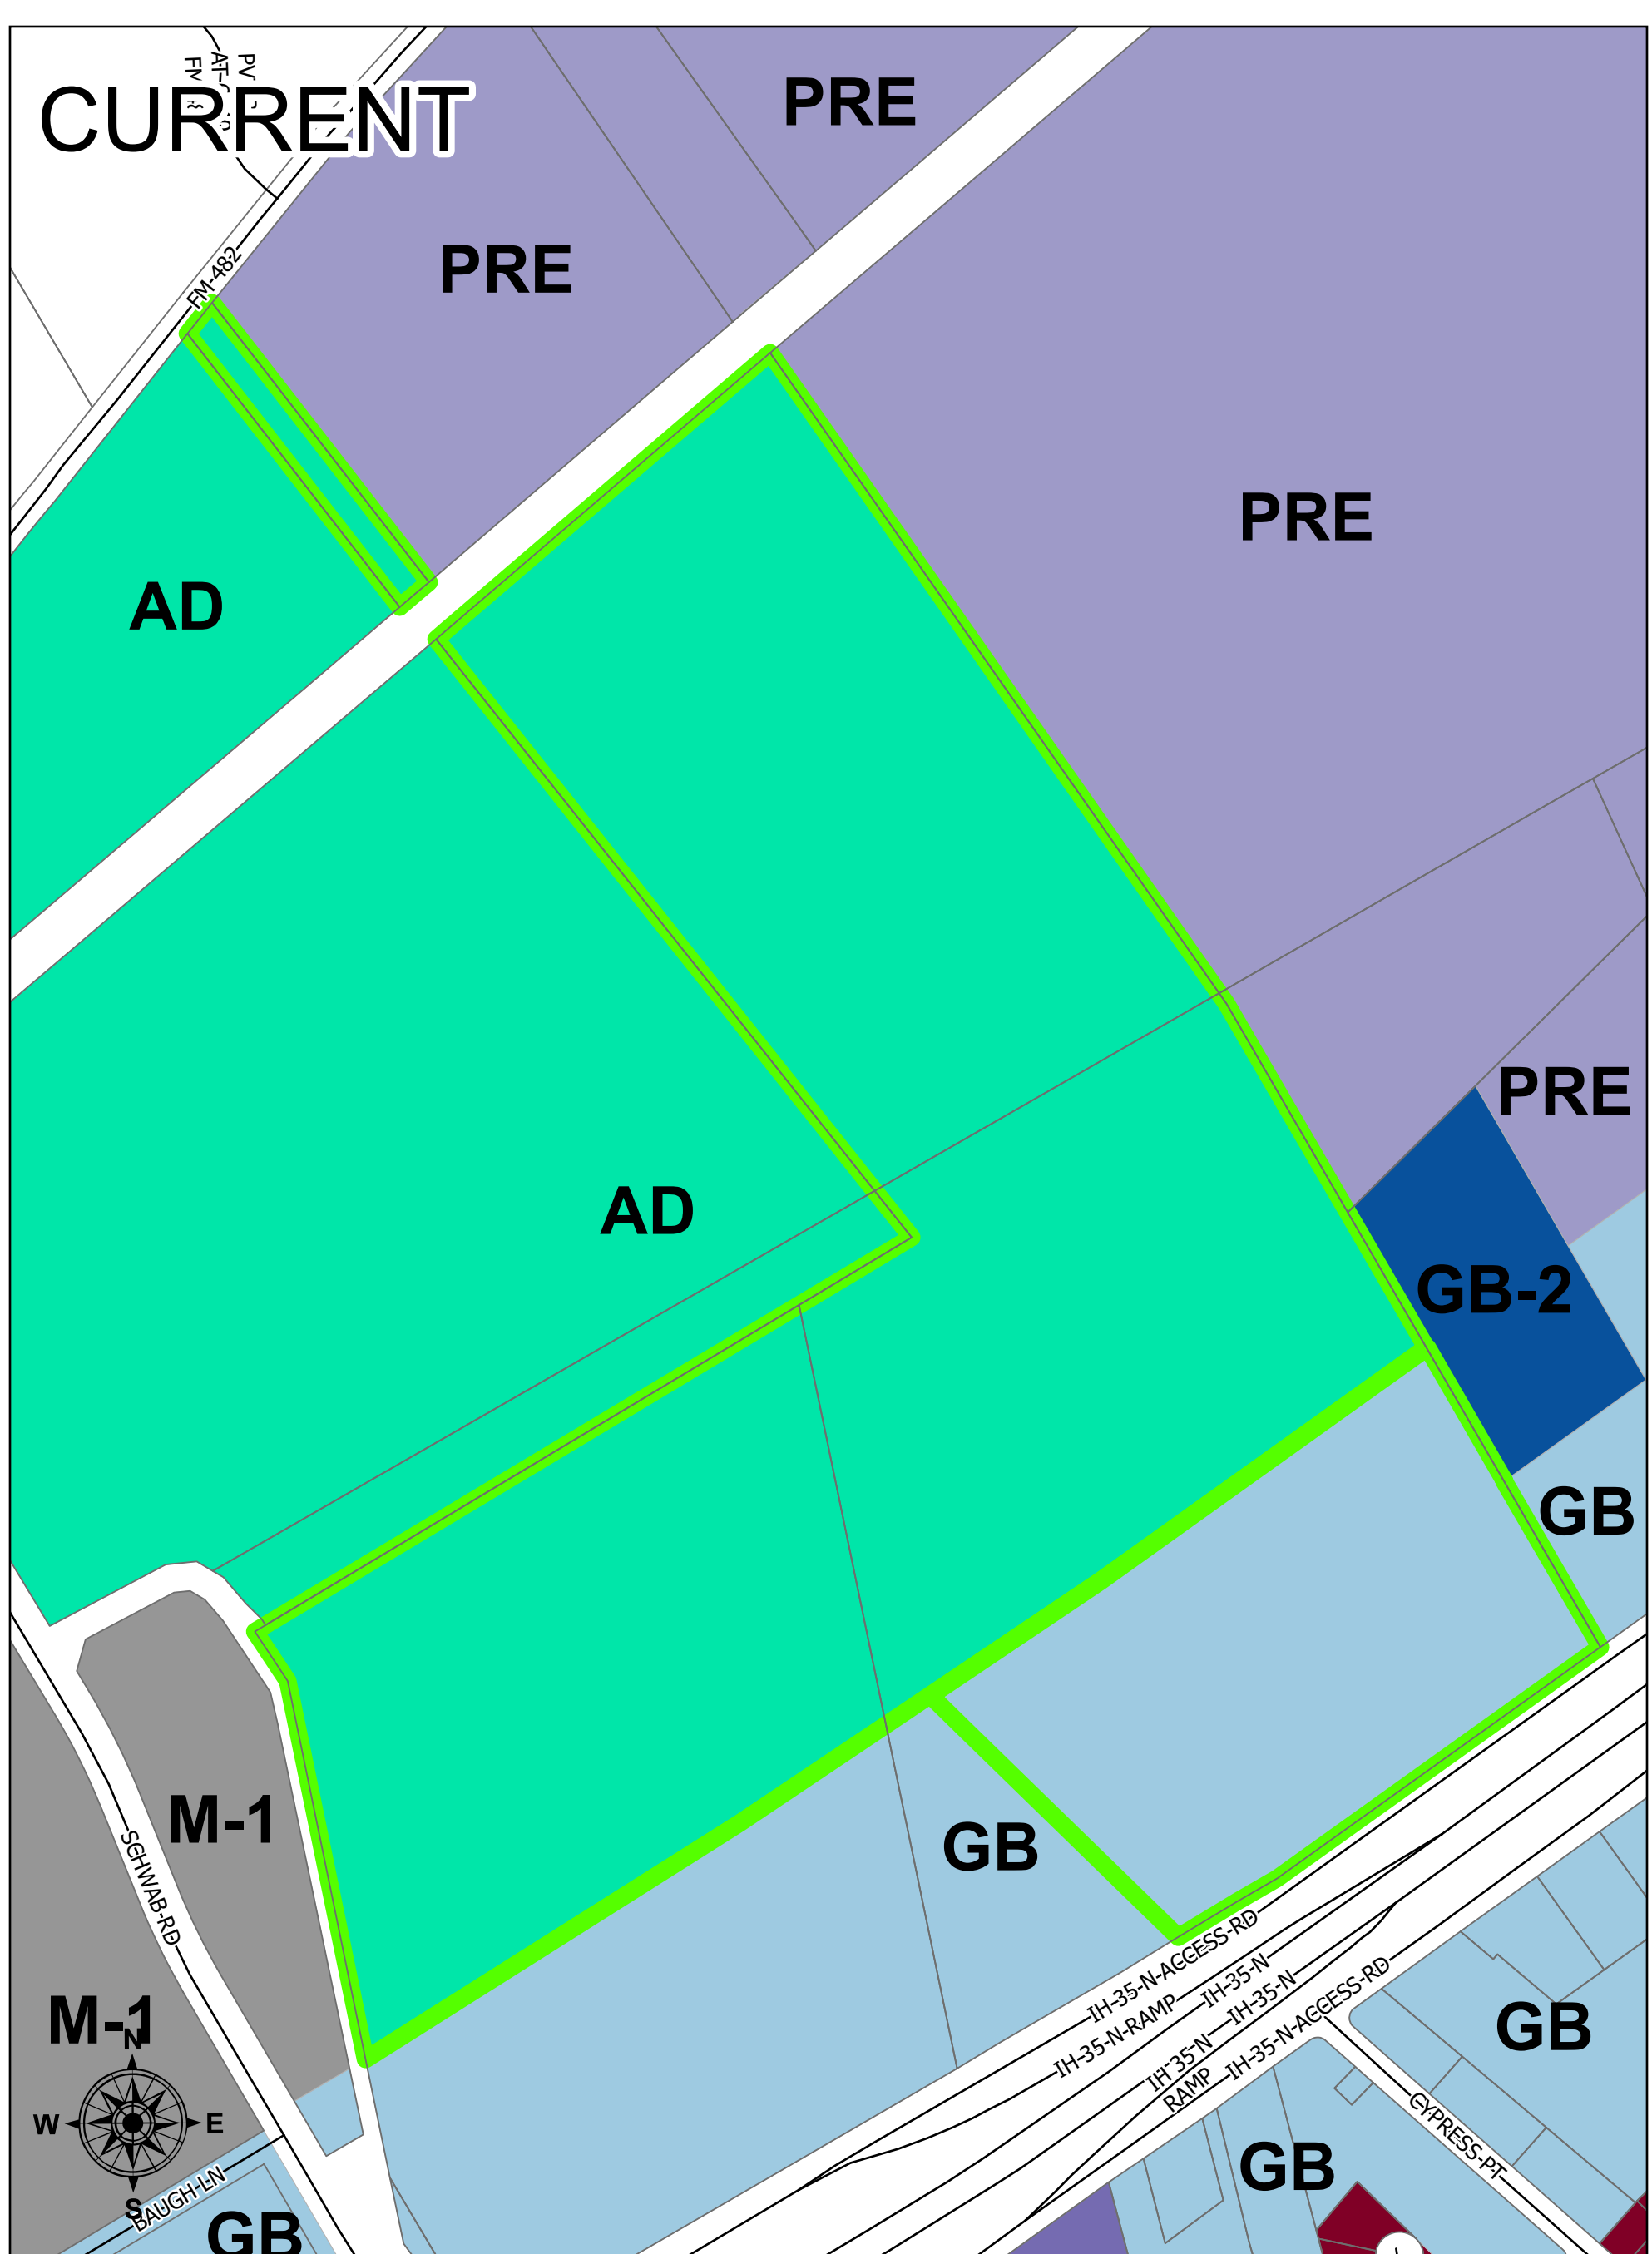 CURRENT
PRE
PRE
FM-482
PRE
AD
PRE
AD
GB-2
GB
M-1
SCHWAB-RD
GB
IH-35-N-ACCESS-RD
IH-35-N
IH-35-N-RAMP
IH-35-N
IH-35-N-ACCESS-RD
IH-35-N
RAMP
M-1
N
W
E
S
GB
CYPRESS-PT
GB
BAUGH-LN
GB